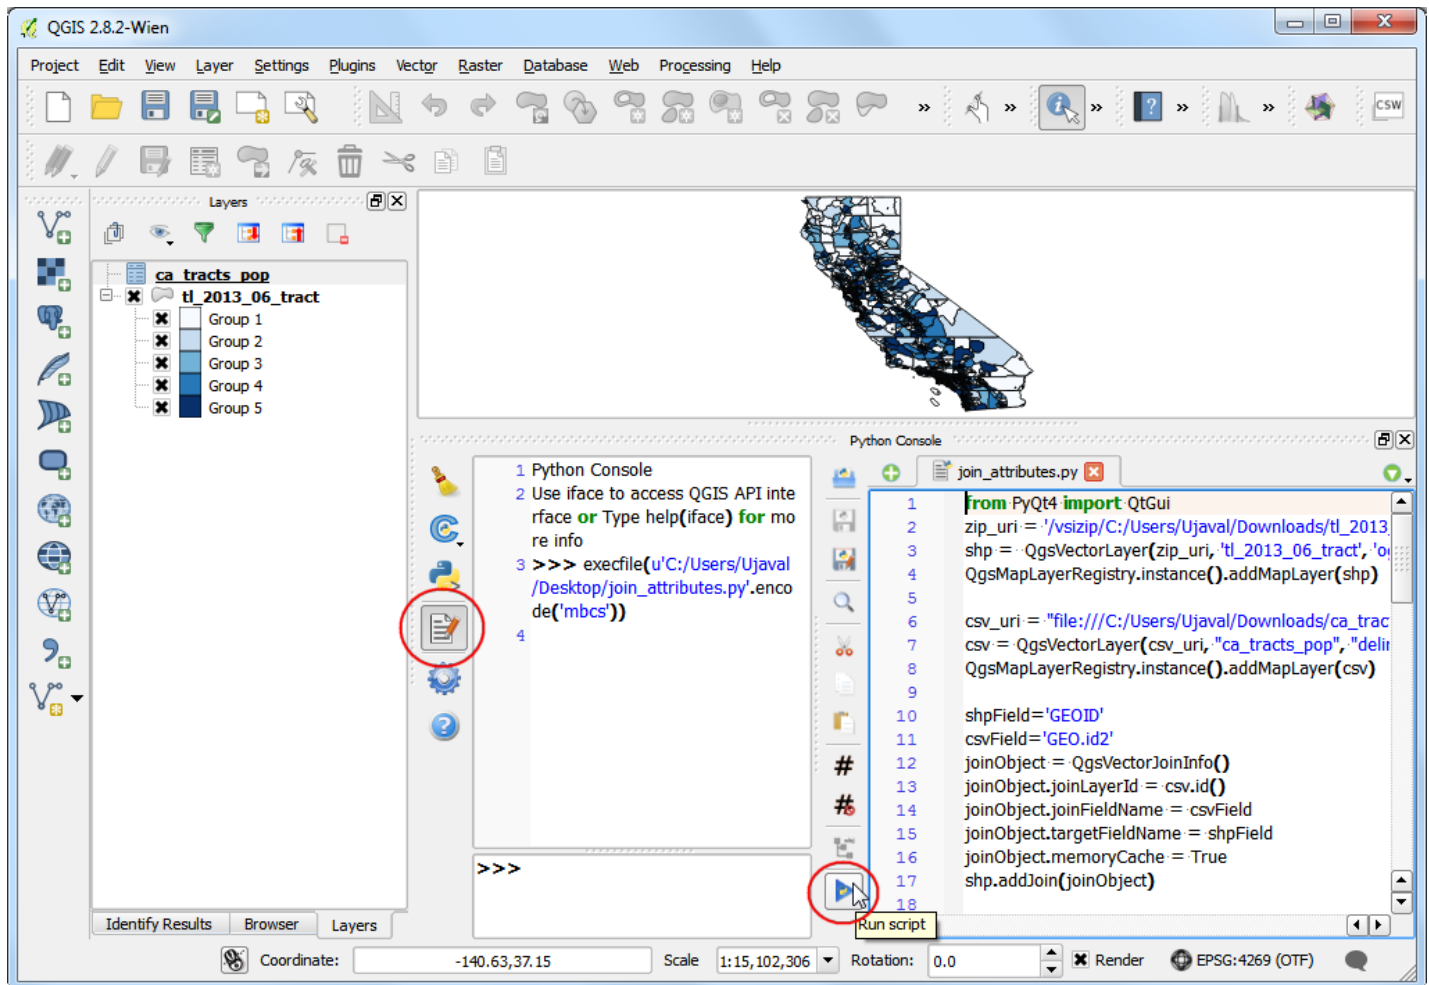 QGIS 2.8.2-Wien
Project Edit View Layer Settings Plugins Vector Raster Database Web Processing Help
» » » » »
CSW
Layers
ca_tracts_pop
tl_2013_06_tract
Group 1
Group 2
Group 3
Group 4
Group 5
Identify Results Browser Layers
Python Console
1 Python Console
2 Use iface to access QGIS API inte
rface or Type help(iface) for mo
re info
3 >>> execfile(u'C:/Users/Ujaval
/Desktop/join_attributes.py'.enco
de('mbcs'))
4
>>>
join_attributes.py
1 from PyQt4 import QtGui
2 zip_uri = '/vsizip/C:/Users/Ujaval/Downloads/tl_2013_
3 shp = QgsVectorLayer(zip_uri, 'tl_2013_06_tract', 'og
4 QgsMapLayerRegistry.instance().addMapLayer(shp)
5
6 csv_uri = "file:///C:/Users/Ujaval/Downloads/ca_trac
7 csv = QgsVectorLayer(csv_uri, "ca_tracts_pop", "delin
8 QgsMapLayerRegistry.instance().addMapLayer(csv)
9
10 shpField='GEOID'
11 csvField='GEO.id2'
12 joinObject = QgsVectorJoinInfo()
13 joinObject.joinLayerId = csv.id()
14 joinObject.joinFieldName = csvField
15 joinObject.targetFieldName = shpField
16 joinObject.memoryCache = True
17 shp.addJoin(joinObject)
18
Run script
Coordinate: -140.63,37.15 Scale 1:15,102,306 Rotation: 0.0 Render EPSG:4269 (OTF)